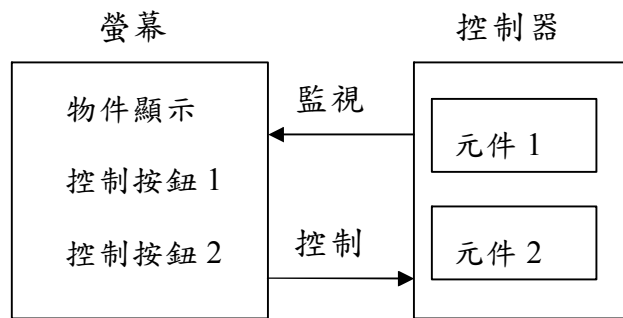 螢幕
控制器
物件顯示
控制按鈕 1
控制按鈕 2
監視
控制
元件 1
元件 2